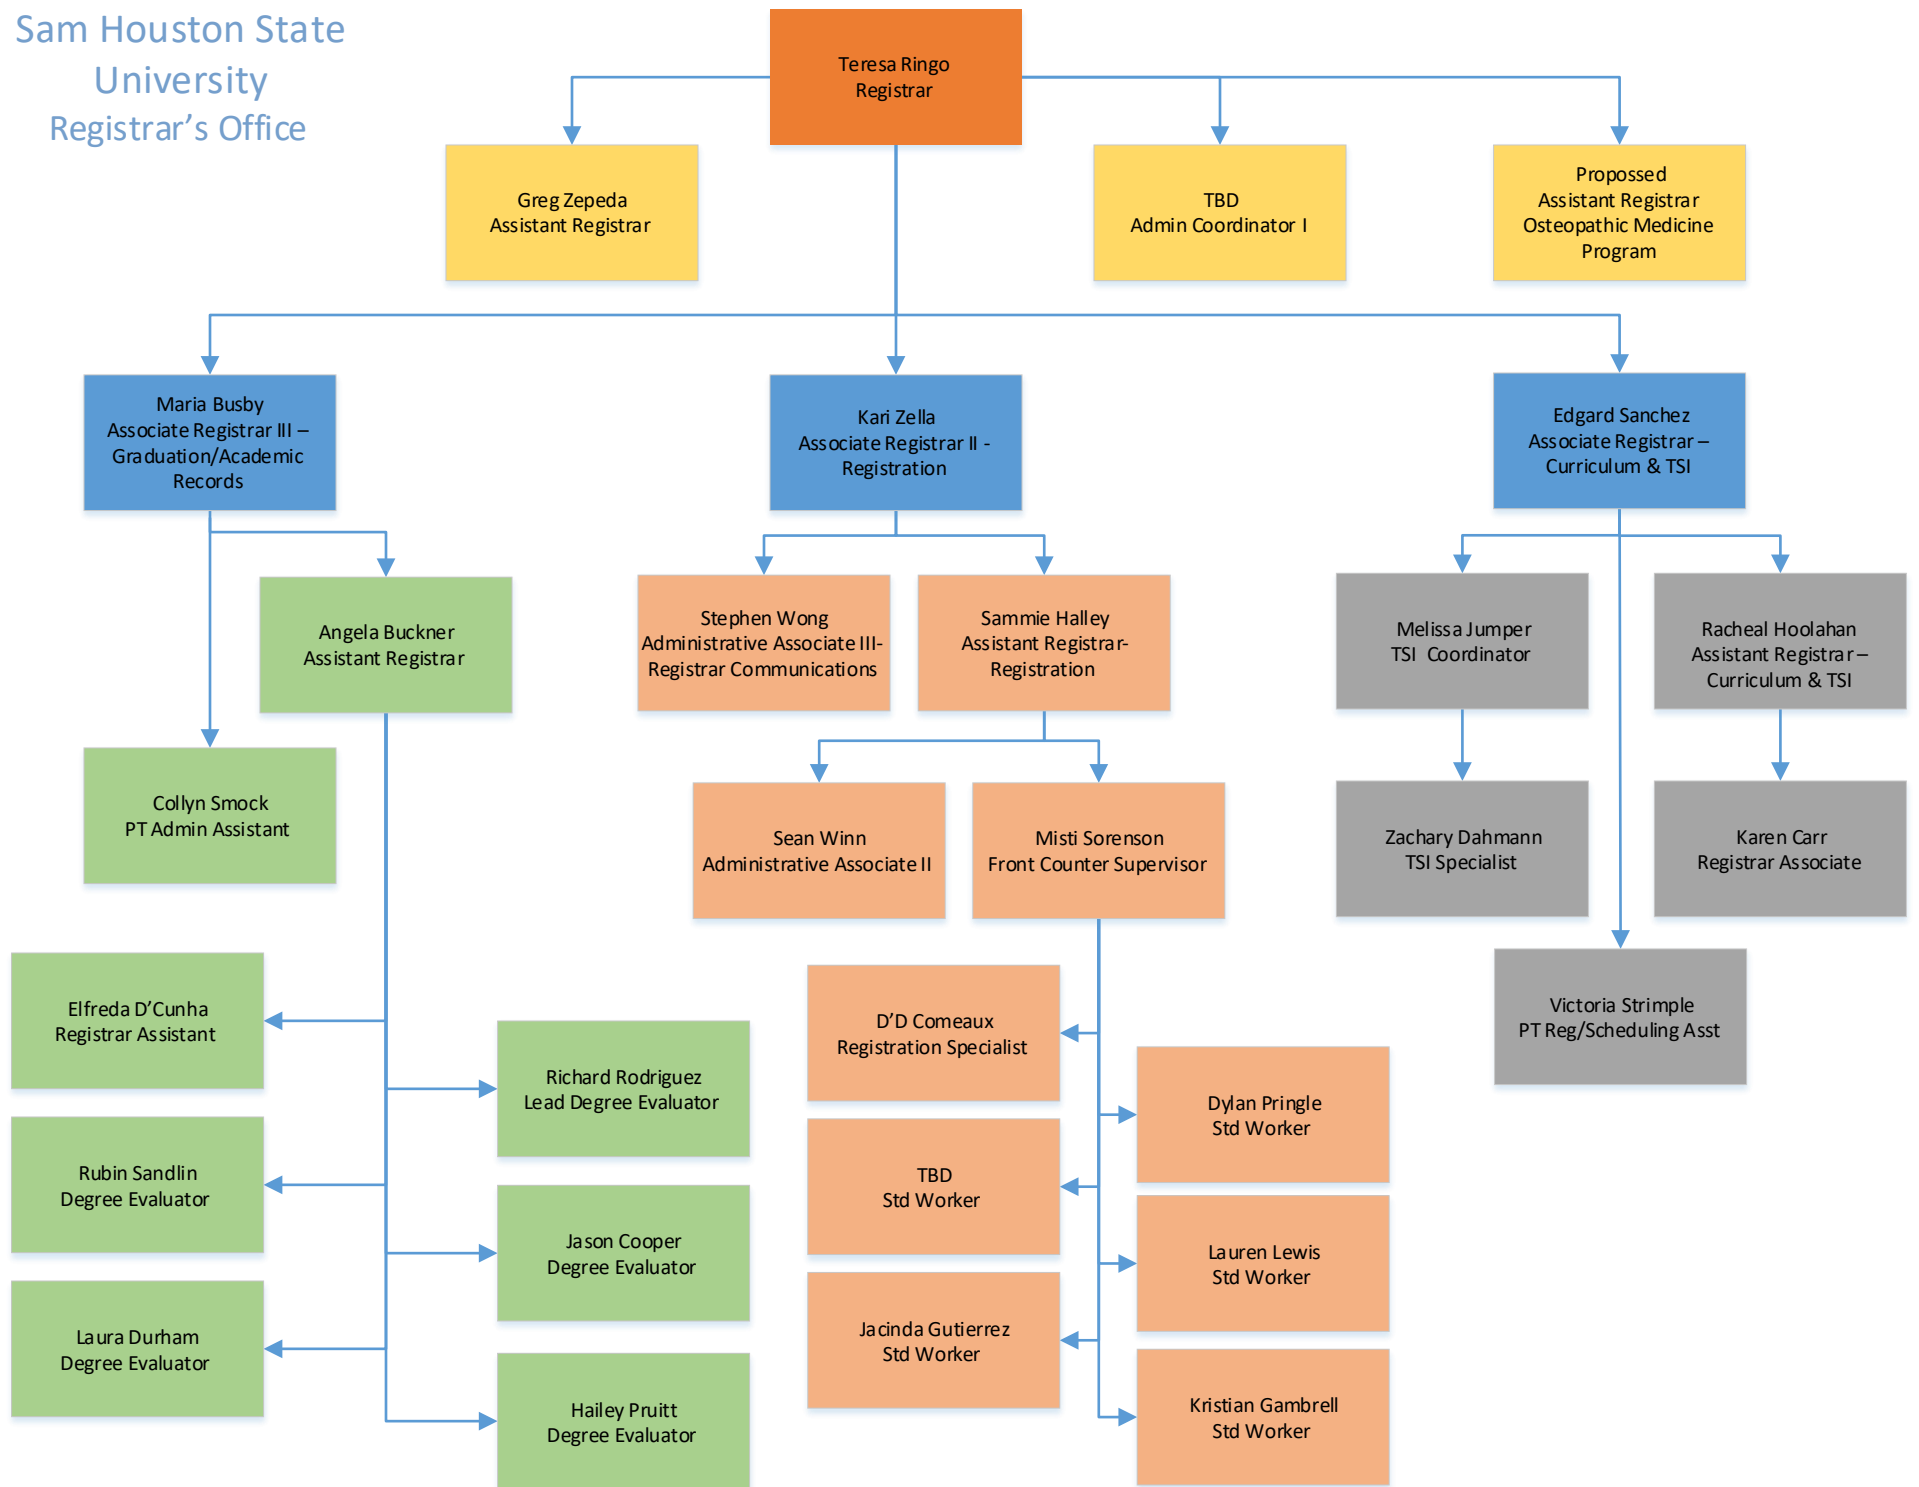 Sam Houston State
University
Registrar’s Office
Teresa Ringo
Registrar
Greg Zepeda
Assistant Registrar
TBD
Admin Coordinator I
Propossed
Assistant Registrar
Osteopathic Medicine
Program
Maria Busby
Associate Registrar III –
Graduation/Academic
Records
Kari Zella
Associate Registrar II -
Registration
Edgard Sanchez
Associate Registrar –
Curriculum & TSI
Angela Buckner
Assistant Registrar
Collyn Smock
PT Admin Assistant
Stephen Wong
Administrative Associate III-
Registrar Communications
Sammie Halley
Assistant Registrar-
Registration
Melissa Jumper
TSI Coordinator
Racheal Hoolahan
Assistant Registrar –
Curriculum & TSI
Sean Winn
Administrative Associate II
Misti Sorenson
Front Counter Supervisor
Zachary Dahmann
TSI Specialist
Karen Carr
Registrar Associate
Victoria Strimple
PT Reg/Scheduling Asst
Elfreda D’Cunha
Registrar Assistant
Richard Rodriguez
Lead Degree Evaluator
Rubin Sandlin
Degree Evaluator
Jason Cooper
Degree Evaluator
Laura Durham
Degree Evaluator
Hailey Pruitt
Degree Evaluator
D’D Comeaux
Registration Specialist
Dylan Pringle
Std Worker
TBD
Std Worker
Lauren Lewis
Std Worker
Jacinda Gutierrez
Std Worker
Kristian Gambrell
Std Worker